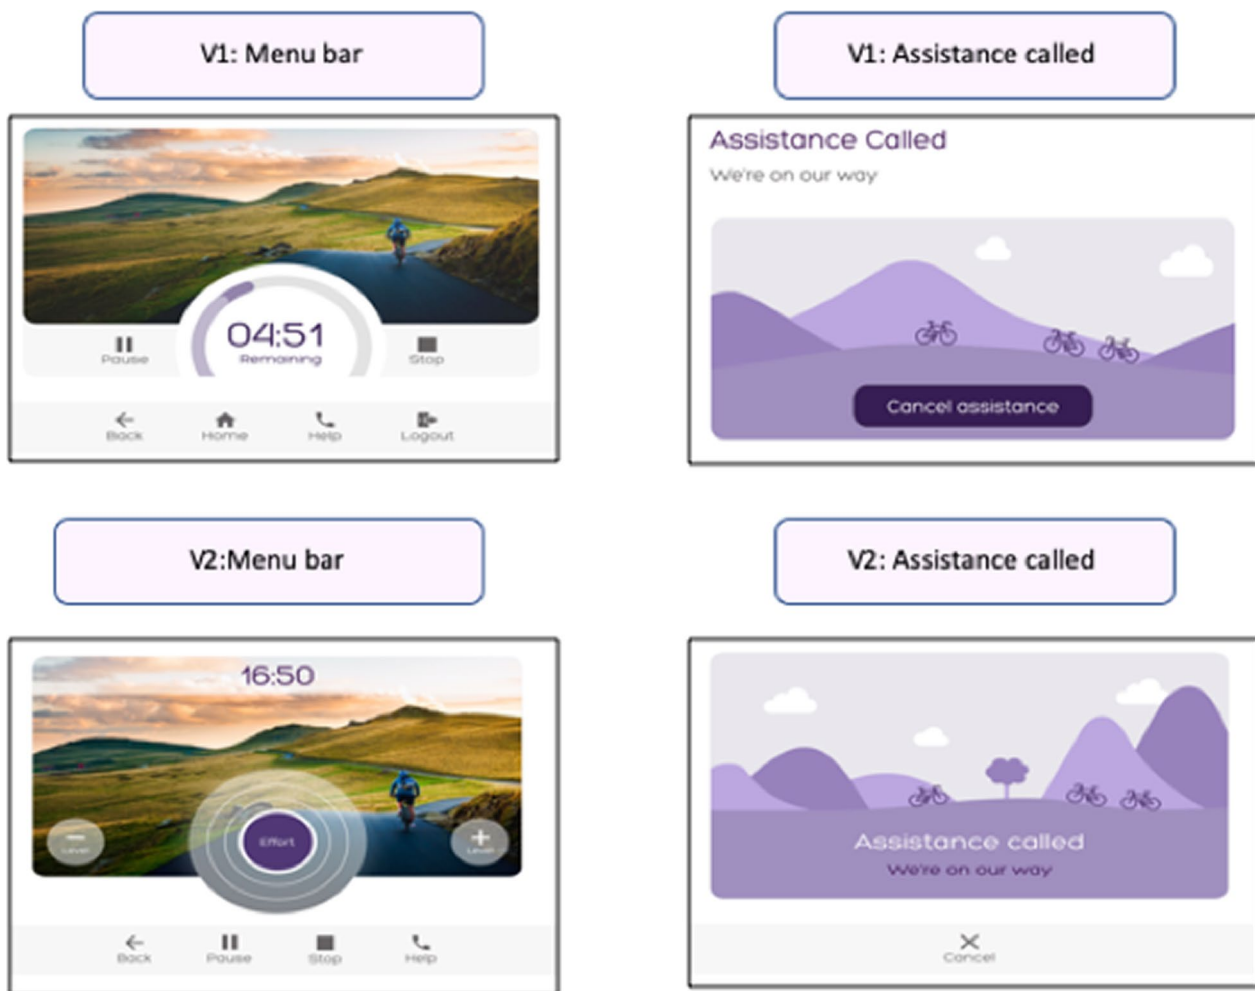 V1: Menu bar
V1: Assistance called
04:51
Remaining
Pause
Stop
Back
Home
Help
Logout
Assistance Called
We're on our way
Cancel assistance
V2:Menu bar
V2: Assistance called
16:50
Level
Effort
Level
Back
Pause
Stop
Help
Assistance called
We're on our way
Cancel